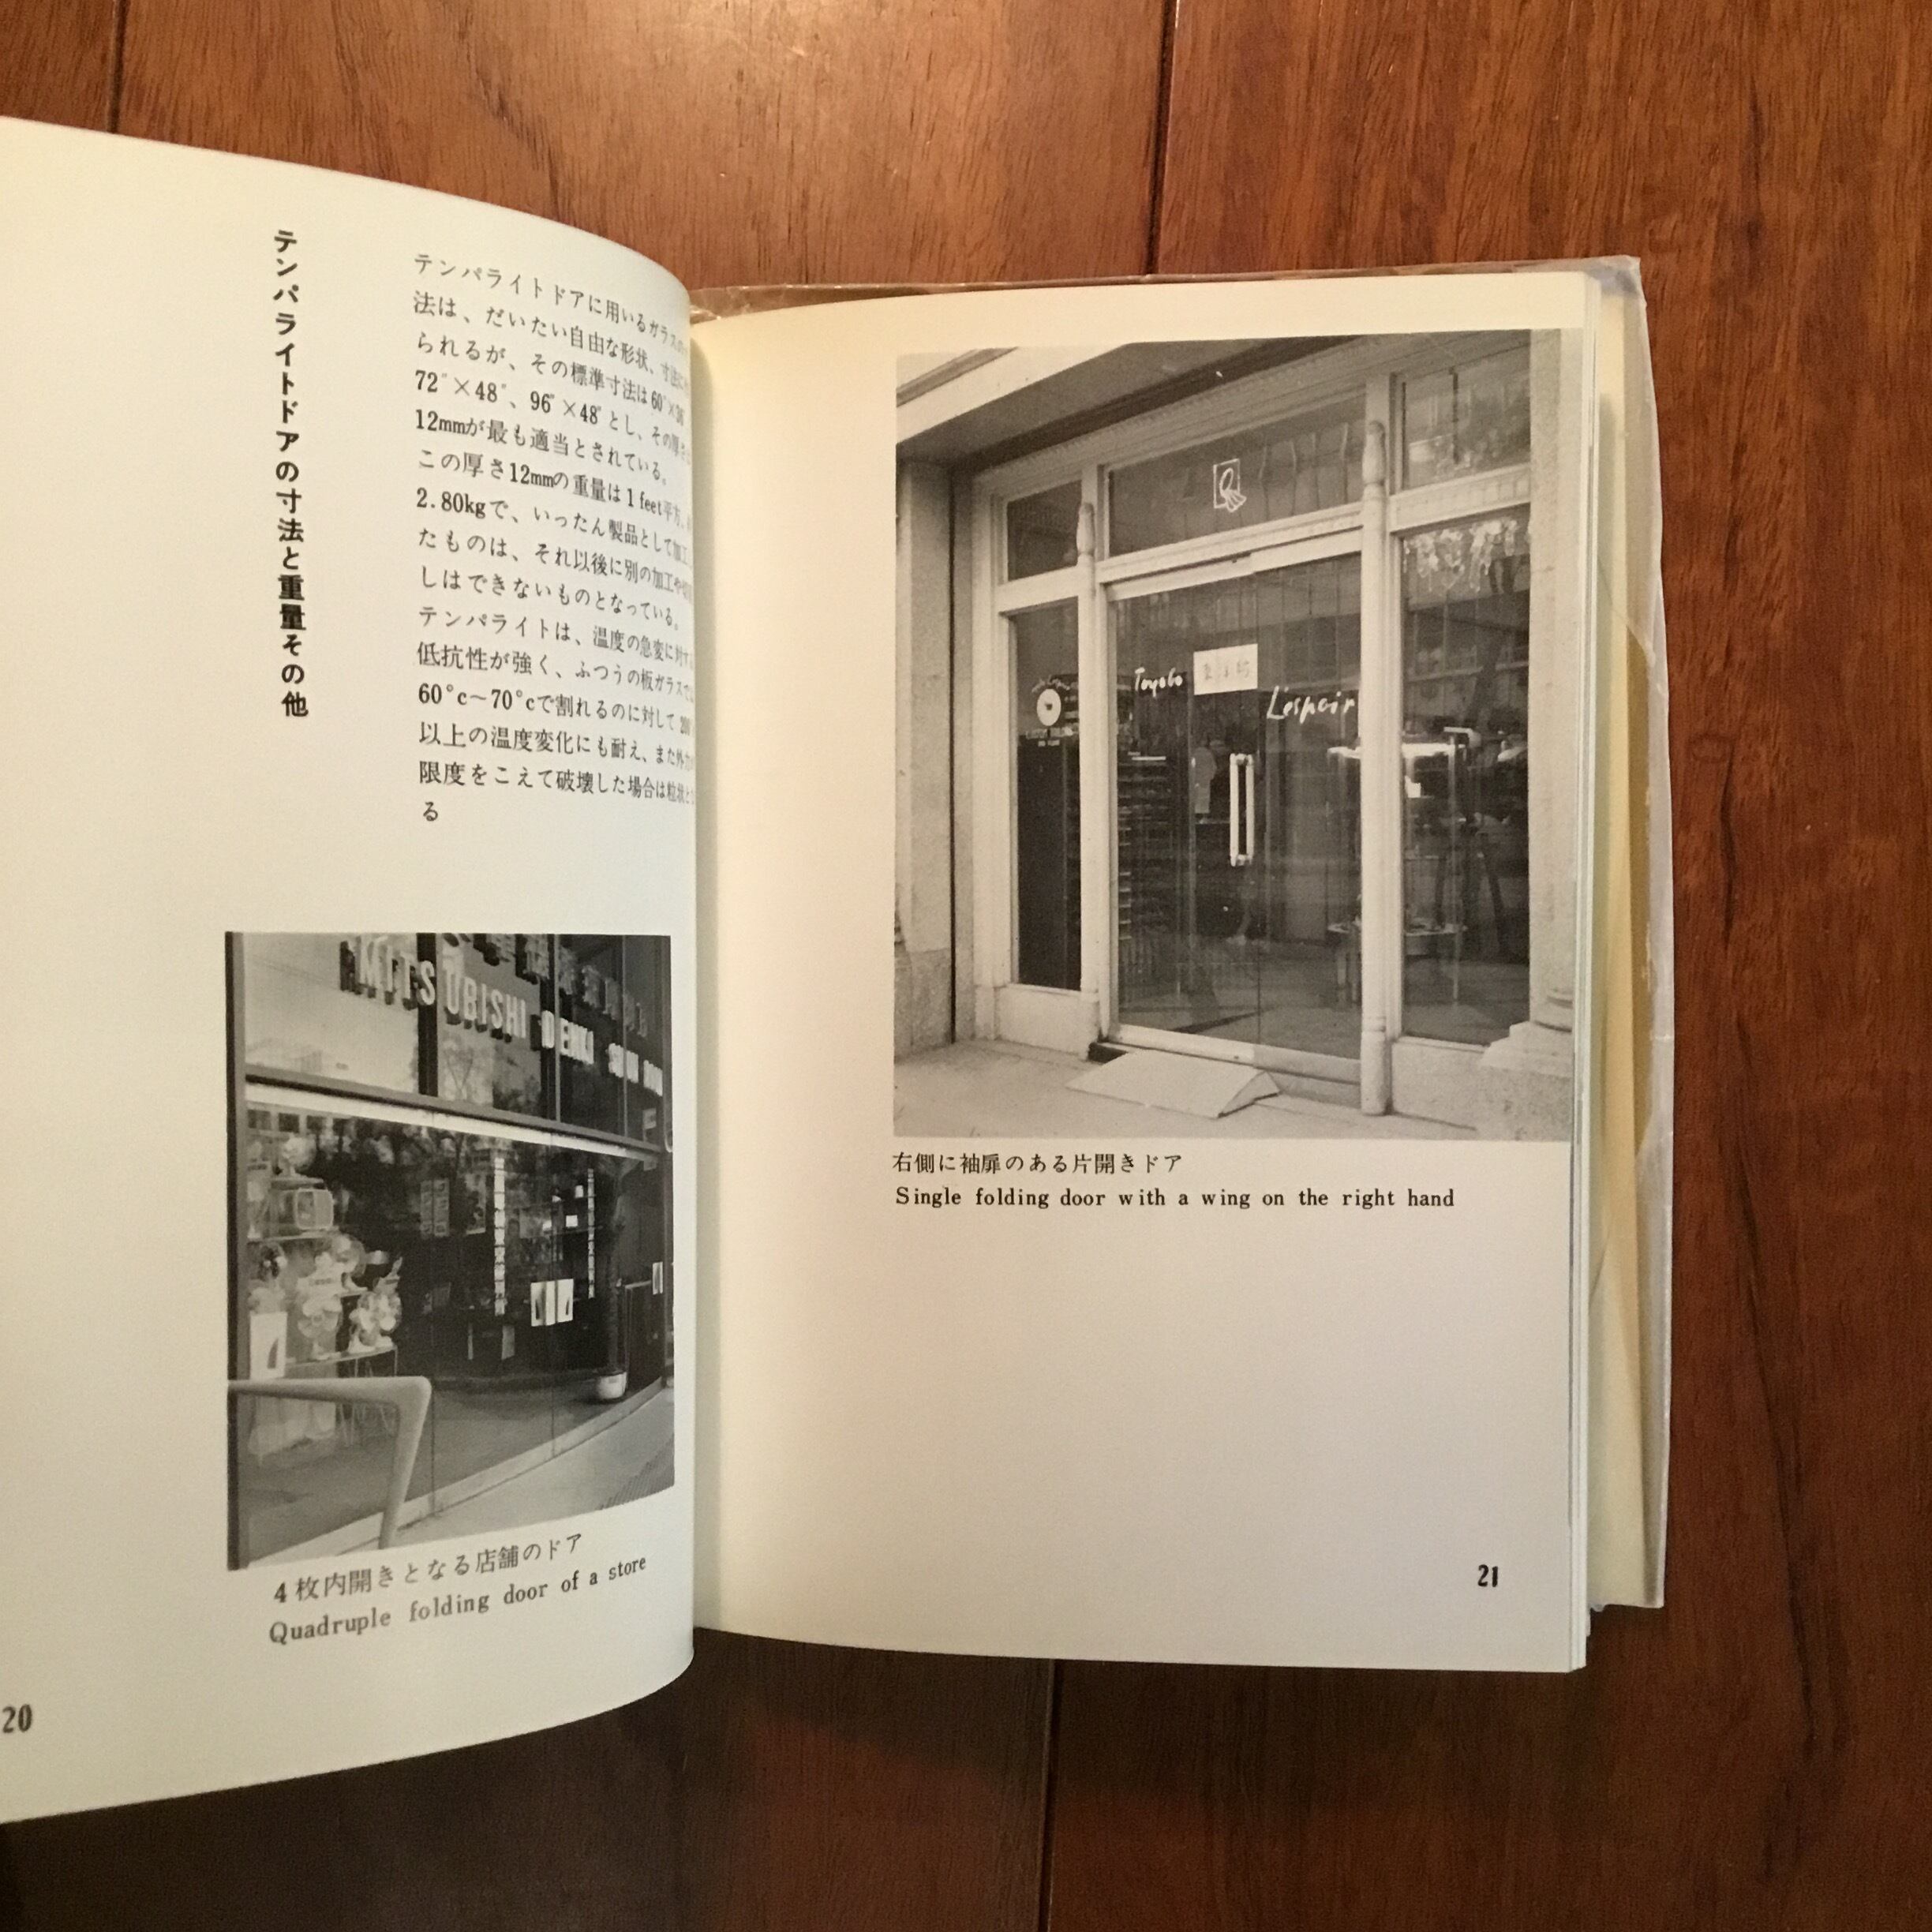 テンパライトドアの寸法と重量その他
テンパライトドアに用いるガラスの
法は、だいたい自由な形状、寸法に
られるが、その標準寸法は60″×36
72″×48″、96″×48″とし、その厚さ
12mmが最も適当とされている。
この厚さ12mmの重量は1 feet平方、
2.80kgで、いったん製品として加工
たものは、それ以後に別の加工や
しはできないものとなっている。
テンパライトは、温度の急変に対す
低抗性が強く、ふつうの板ガラスで
60°c～70°cで割れるのに対して 200
以上の温度変化にも耐え、また外力
限度をこえて破壊した場合は粒状と
る
MITSUBISHI DENKI
4枚内開きとなる店舗のドア
Quadruple folding door of a store
20
Toyobo
L'espair
右側に袖扉のある片開きドア
Single folding door with a wing on the right hand
21